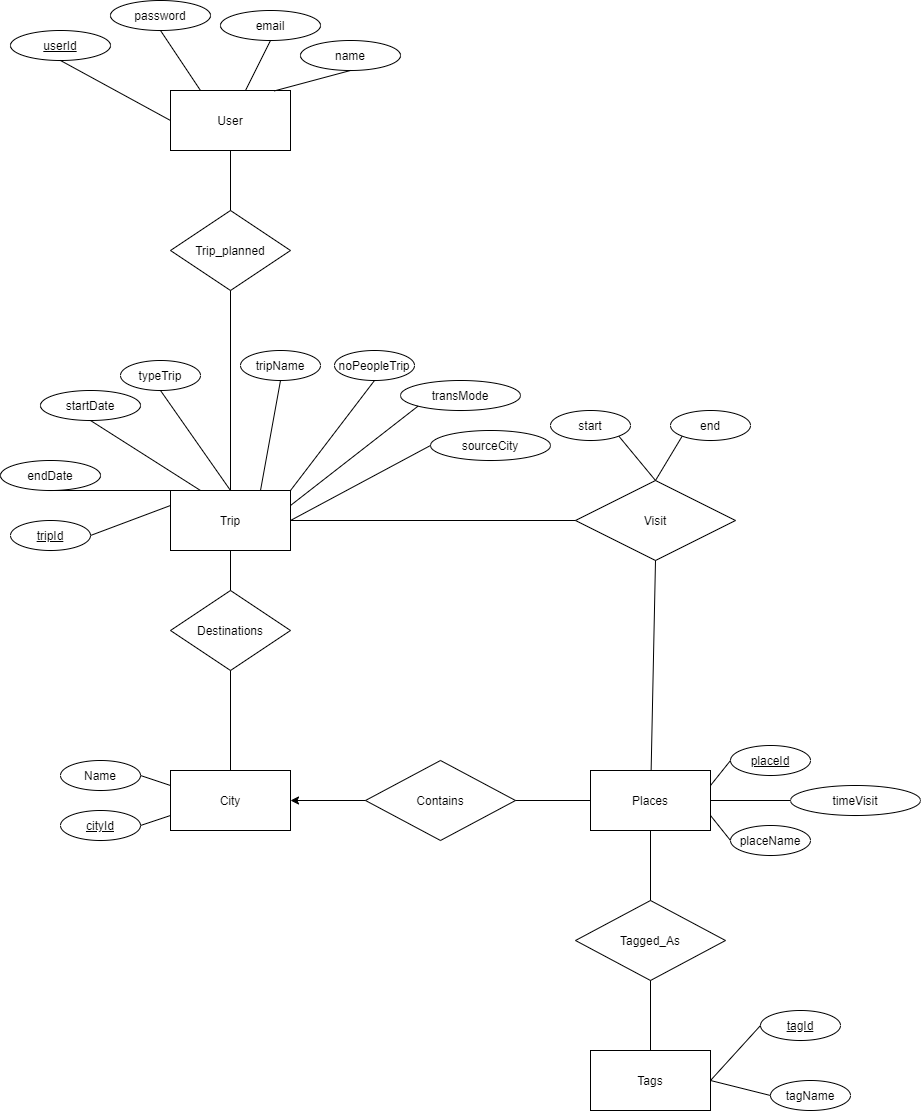 password
email
userId
name
User
Trip_planned
tripName
noPeopleTrip
typeTrip
transMode
startDate
start
end
sourceCity
endDate
Trip
Visit
tripId
Destinations
placeId
Name
City
Contains
Places
timeVisit
cityId
placeName
Tagged_As
tagId
Tags
tagName